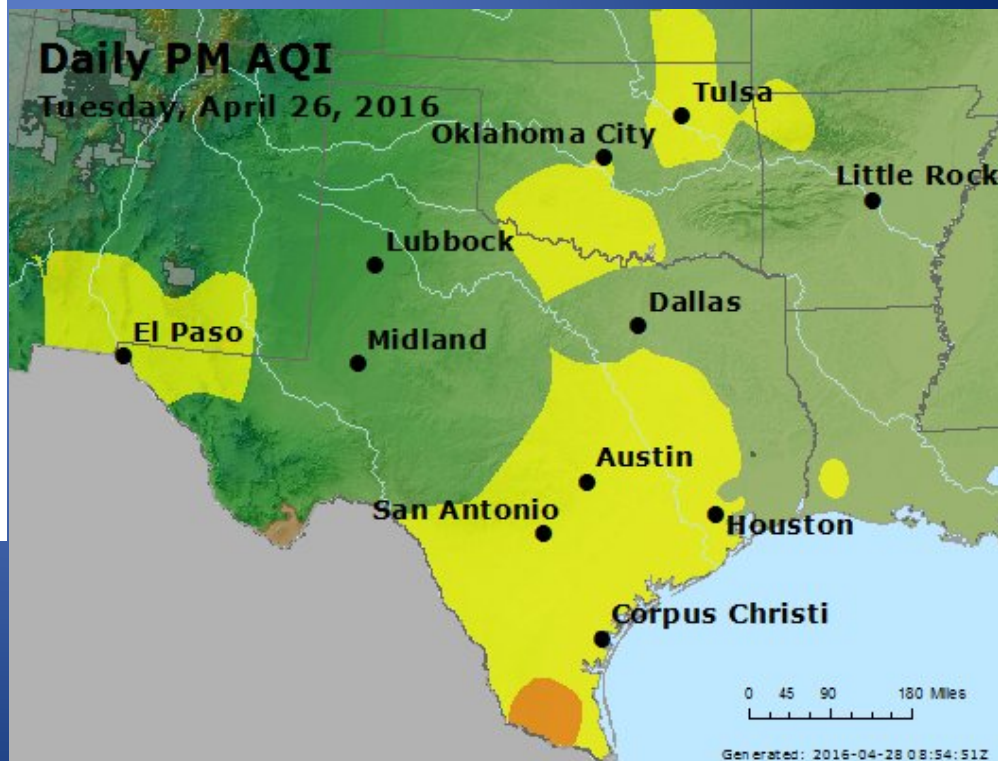 Daily PM AQI
Tuesday, April 26, 2016
Tulsa
Oklahoma City
Little Rock
Lubbock
Dallas
El Paso
Midland
Austin
San Antonio
Houston
Corpus Christi
0 45 90 180 Miles
Generated: 2016-04-28 08:54:51Z